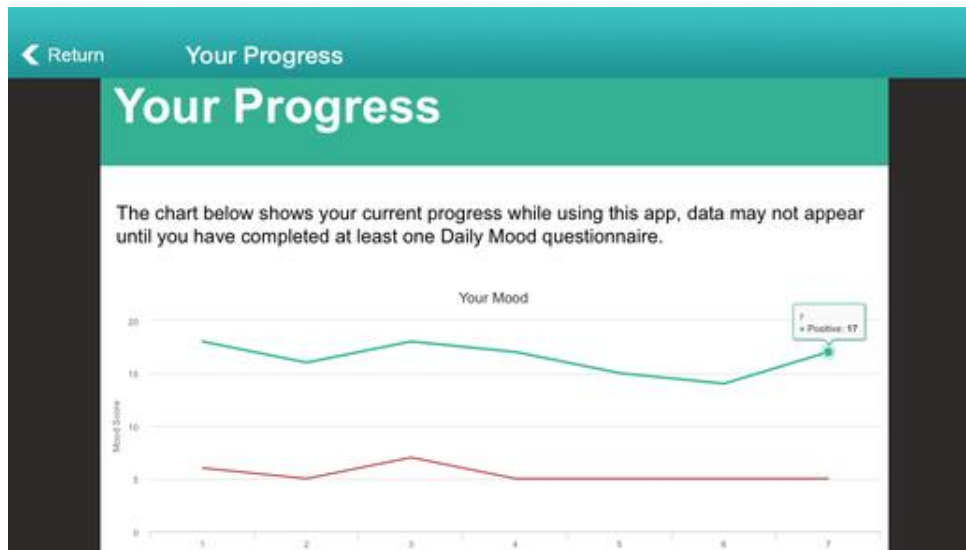 Return
Your Progress
Your Progress
The chart below shows your current progress while using this app, data may not appear
until you have completed at least one Daily Mood questionnaire.
Your Mood
7
Positive: 17
20
15
10
5
0
Mood Score
1 2 3 4 5 6 7